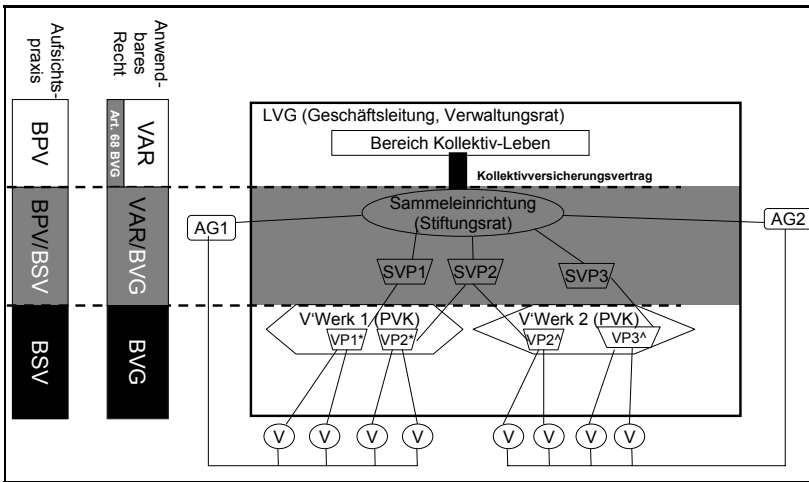 Aufsichts-
praxis
Anwend-
bares
Recht
BPV
Art. 68 BVG
VAR
BPV/BSV
VAR/BVG
BSV
BVG
LVG (Geschäftsleitung, Verwaltungsrat)
Bereich Kollektiv-Leben
Kollektivversicherungsvertrag
Sammeleinrichtung
(Stiftungsrat)
AG1
AG2
SVP1
SVP2
SVP3
V'Werk 1 (PVK)
V'Werk 2 (PVK)
VP1*
VP2*
VP2^
VP3^
V
V
V
V
V
V
V
V